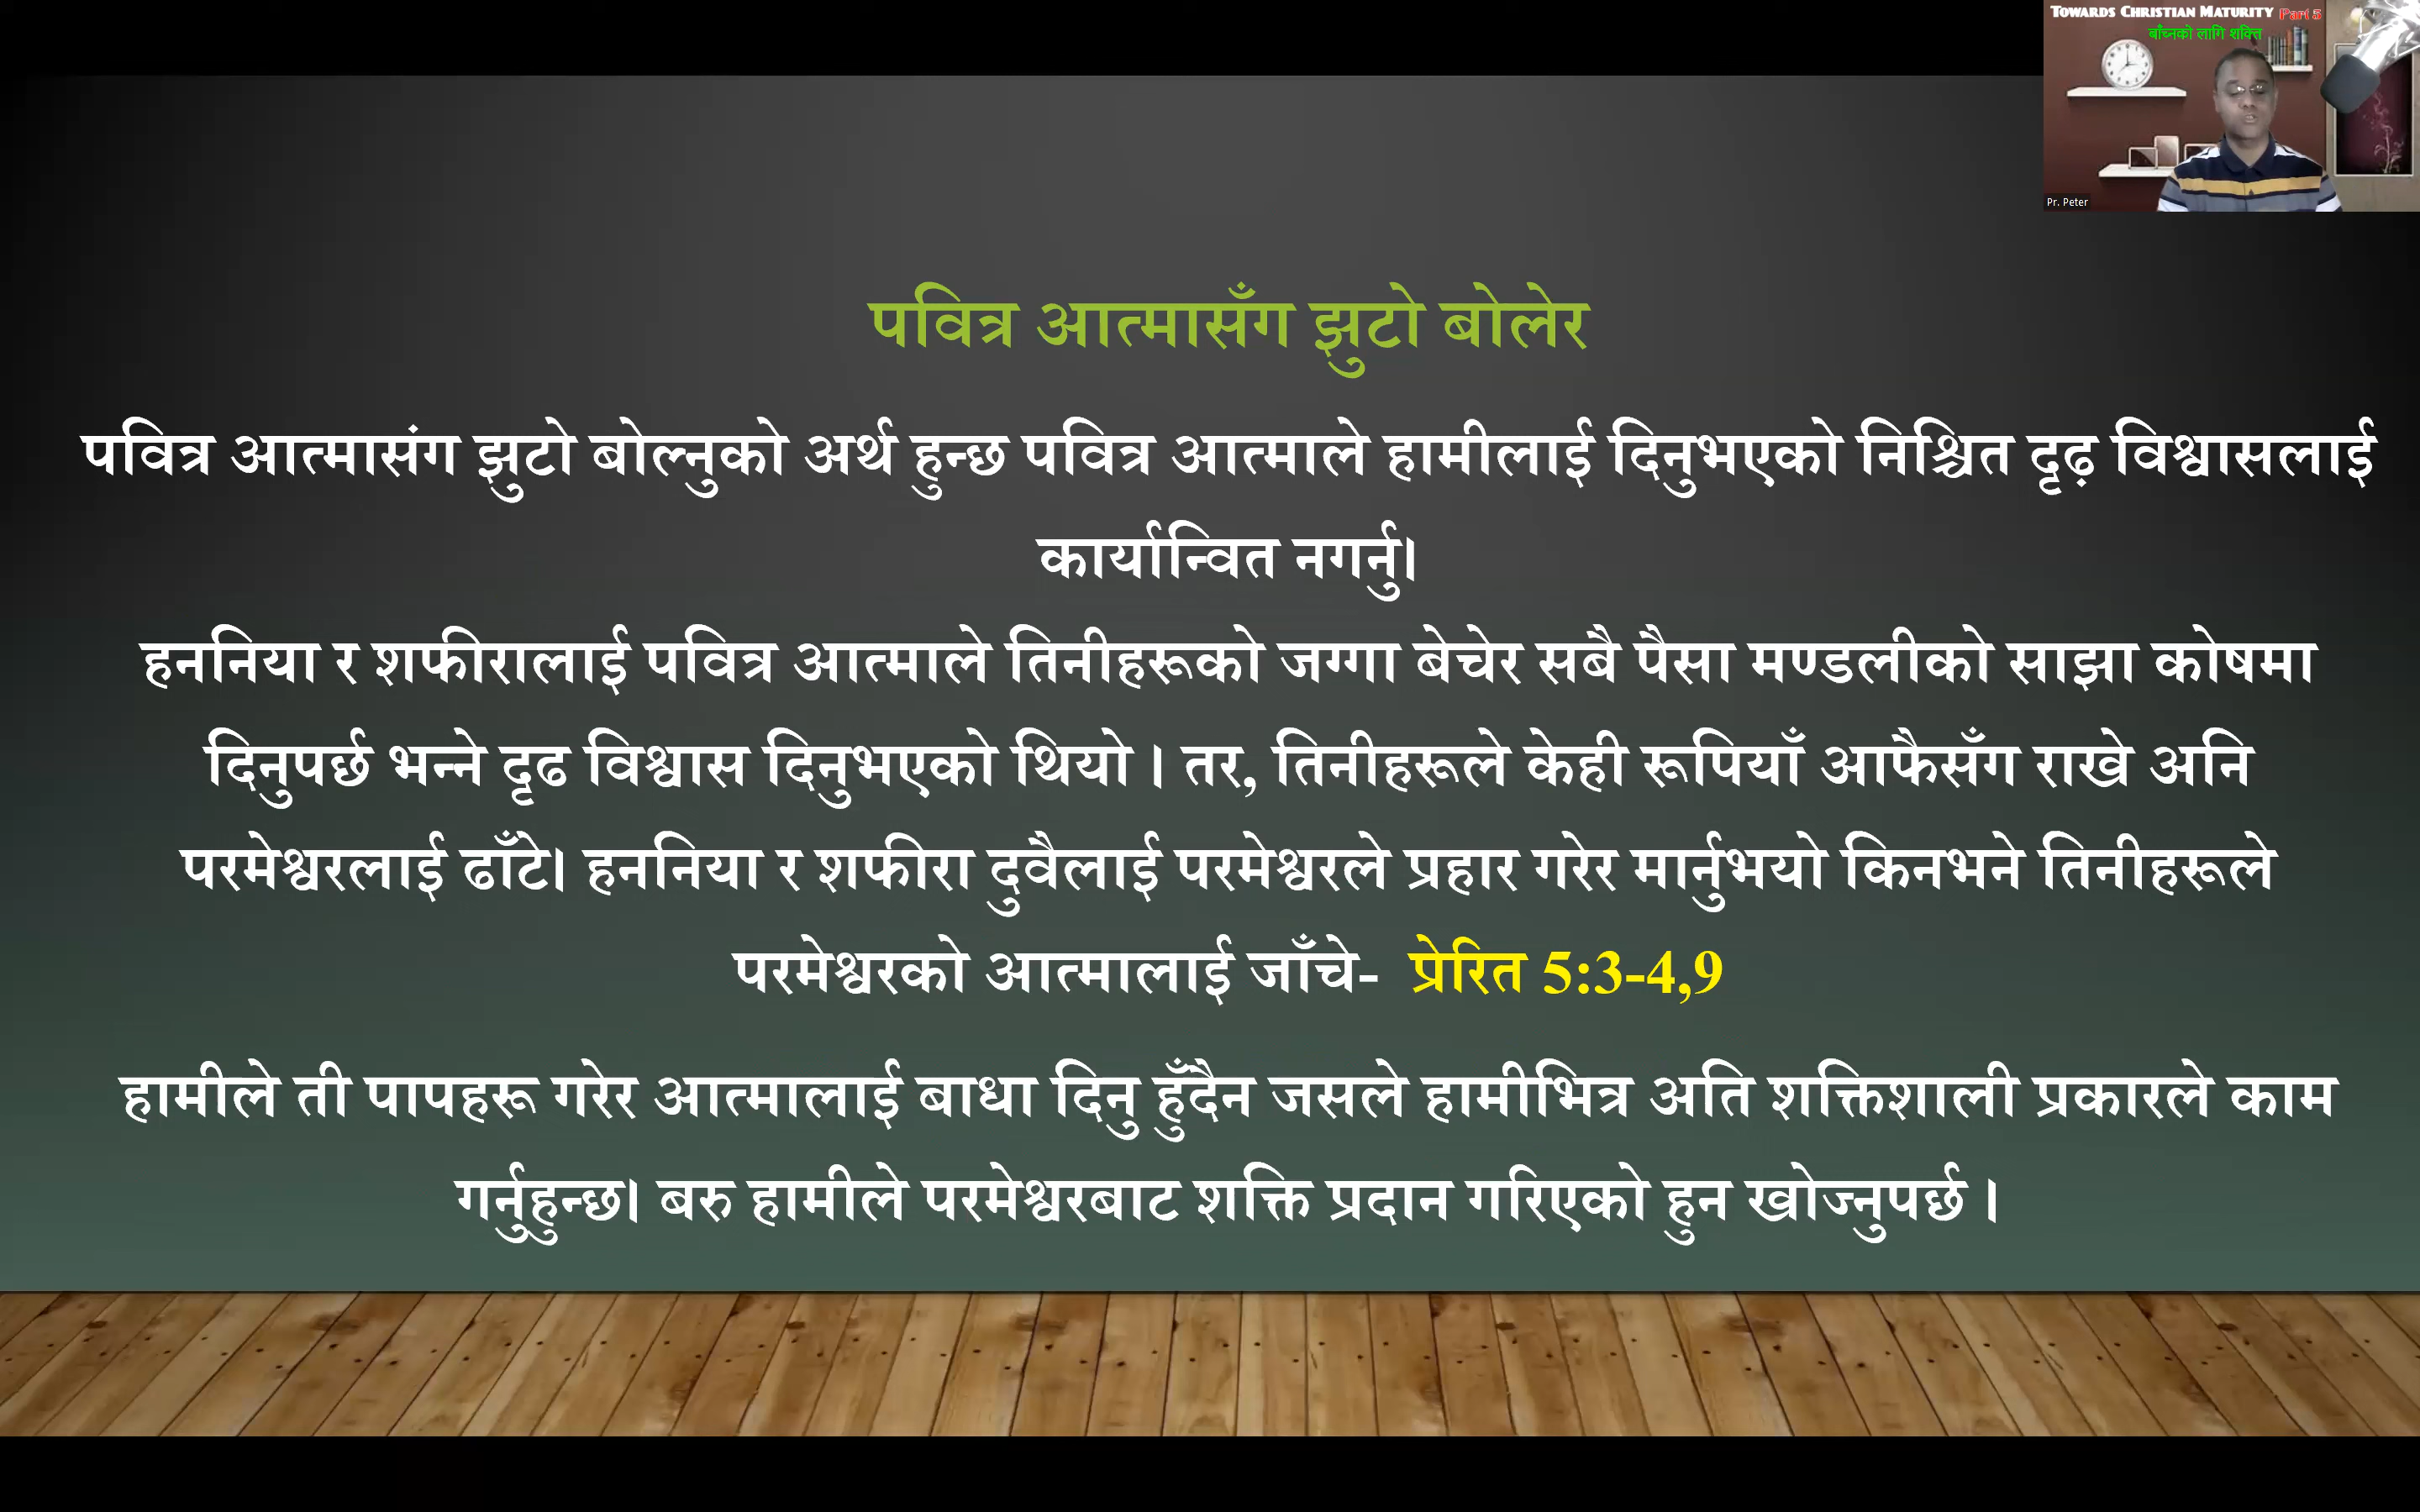 TOWARDS CHRISTIAN MATURITY Part 5
बाँच्नको लागि शक्ति
Pr. Peter
पवित्र आत्मासँग झुटो बोलेर
पवित्र आत्मासंग झुटो बोल्नुको अर्थ हुन्छ पवित्र आत्माले हामीलाई दिनुभएको निश्चित दृढ़ विश्वासलाई
कार्यान्वित नगर्नु।
हननिया र शफीरालाई पवित्र आत्माले तिनीहरूको जग्गा बेचेर सबै पैसा मण्डलीको साझा कोषमा
दिनुपर्छ भन्ने दृढ विश्वास दिनुभएको थियो । तर, तिनीहरूले केही रूपियाँ आफैसँग राखे अनि
परमेश्वरलाई ढाँटे। हननिया र शफीरा दुवैलाई परमेश्वरले प्रहार गरेर मार्नुभयो किनभने तिनीहरूले
परमेश्वरको आत्मालाई जाँचे- प्रेरित 5:3-4,9
हामीले ती पापहरू गरेर आत्मालाई बाधा दिनु हुँदैन जसले हामीभित्र अति शक्तिशाली प्रकारले काम
गर्नुहुन्छ। बरु हामीले परमेश्वरबाट शक्ति प्रदान गरिएको हुन खोज्नुपर्छ ।